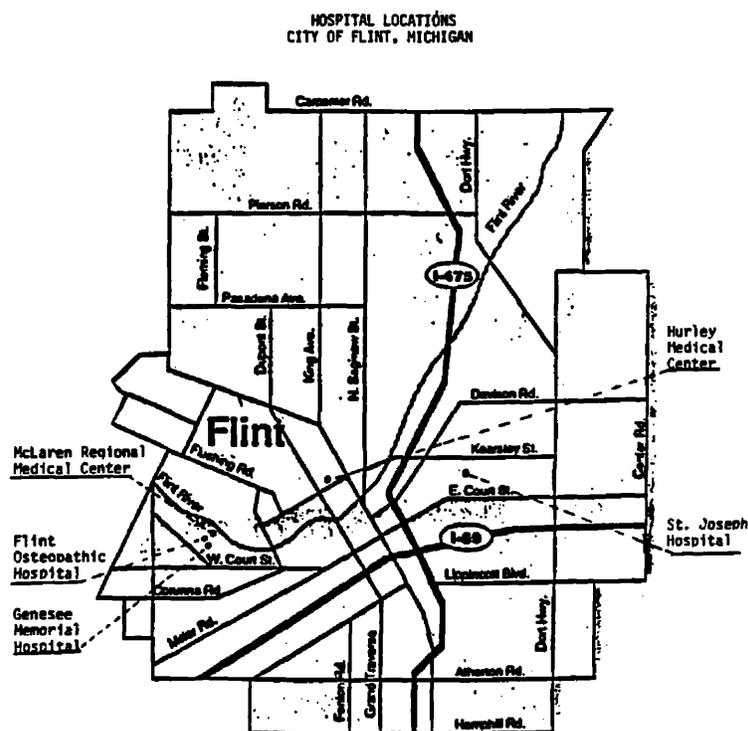 HOSPITAL LOCATIONS
CITY OF FLINT, MICHIGAN
Carpenter Rd.
Dort Hwy.
Flint River
Pierson Rd.
Fleming St.
I-475
Pasadena Ave.
Dupont St.
King Ave.
N. Saginaw St.
Hurley
Medical
Center
Davison Rd.
Flint
Flushing Rd.
Kearsley St.
Center Rd.
McLaren Regional
Medical Center
Flint River
E. Court St.
I-69
St. Joseph
Hospital
Flint
Osteopathic
Hospital
W. Court St.
Lippincott Blvd.
Corunna Rd.
Genesee
Memorial
Hospital
Miller Rd.
Dort Hwy.
Fenton Rd.
Grand Traverse
Atherton Rd.
Hemphill Rd.